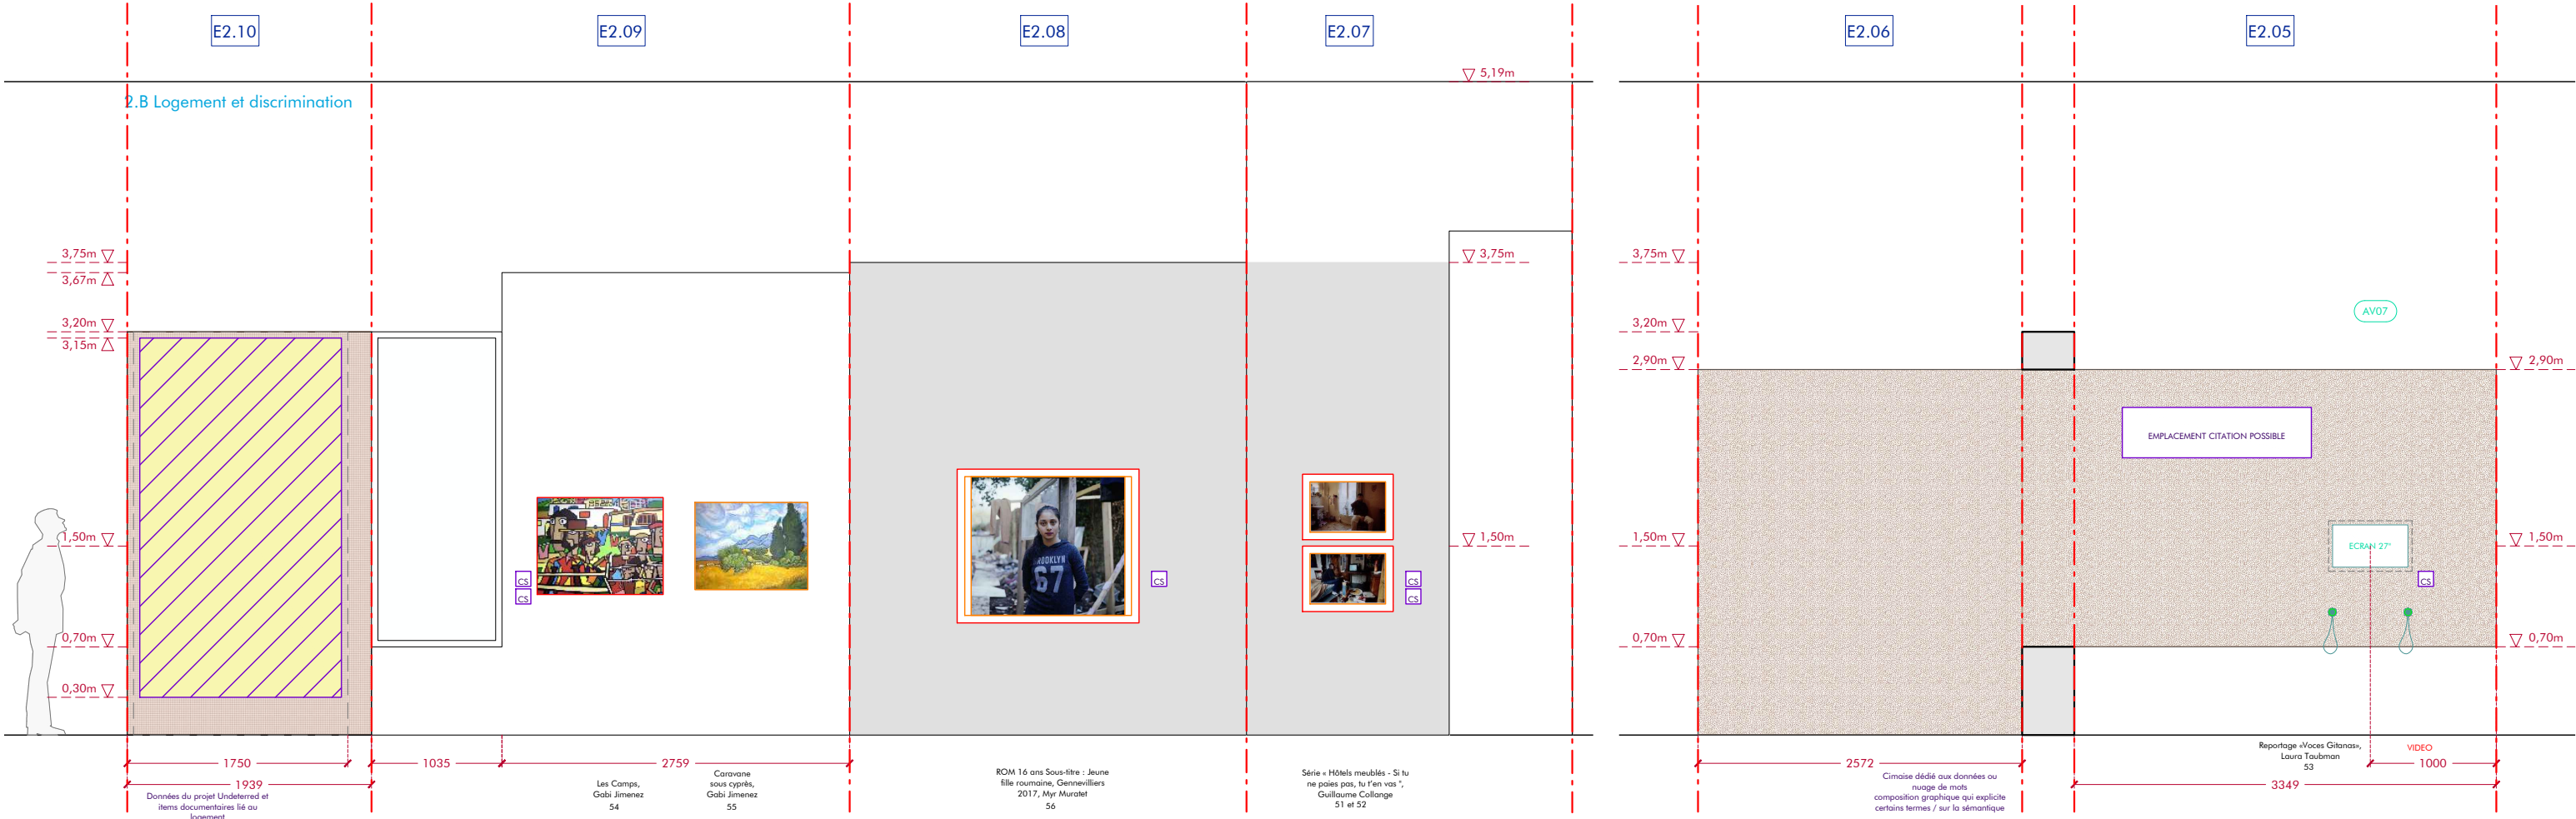 E2.10
E2.09
E2.08
E2.07
E2.06
E2.05
2.B Logement et discrimination
5,19m
3,75m
3,67m
3,20m
3,15m
1,50m
0,70m
0,30m
3,75m
1,50m
3,75m
3,20m
2,90m
1,50m
0,70m
2,90m
1,50m
0,70m
AV07
EMPLACEMENT CITATION POSSIBLE
ECRAN 27"
CS
CS
CS
CS
CS
CS
BROOKLYN
67
1750
1939
1035
2759
2572
1000
3349
Données du projet Undeterred et
items documentaires lié au
logement
Les Camps,
Gabi Jimenez
54
Caravane
sous cyprès,
Gabi Jimenez
55
ROM 16 ans Sous-titre : Jeune
fille roumaine, Gennevilliers
2017, Myr Muratet
56
Série « Hôtels meublés - Si tu
ne paies pas, tu t'en vas ",
Guillaume Collange
51 et 52
Cimaise dédié aux données ou
nuage de mots
composition graphique qui explicite
certains termes / sur la sémantique
Reportage «Voces Gitanas»,
Laura Taubman
53
VIDEO